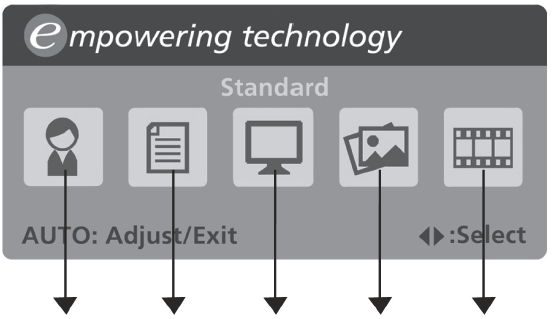 empowering technology
Standard
AUTO: Adjust/Exit
:Select